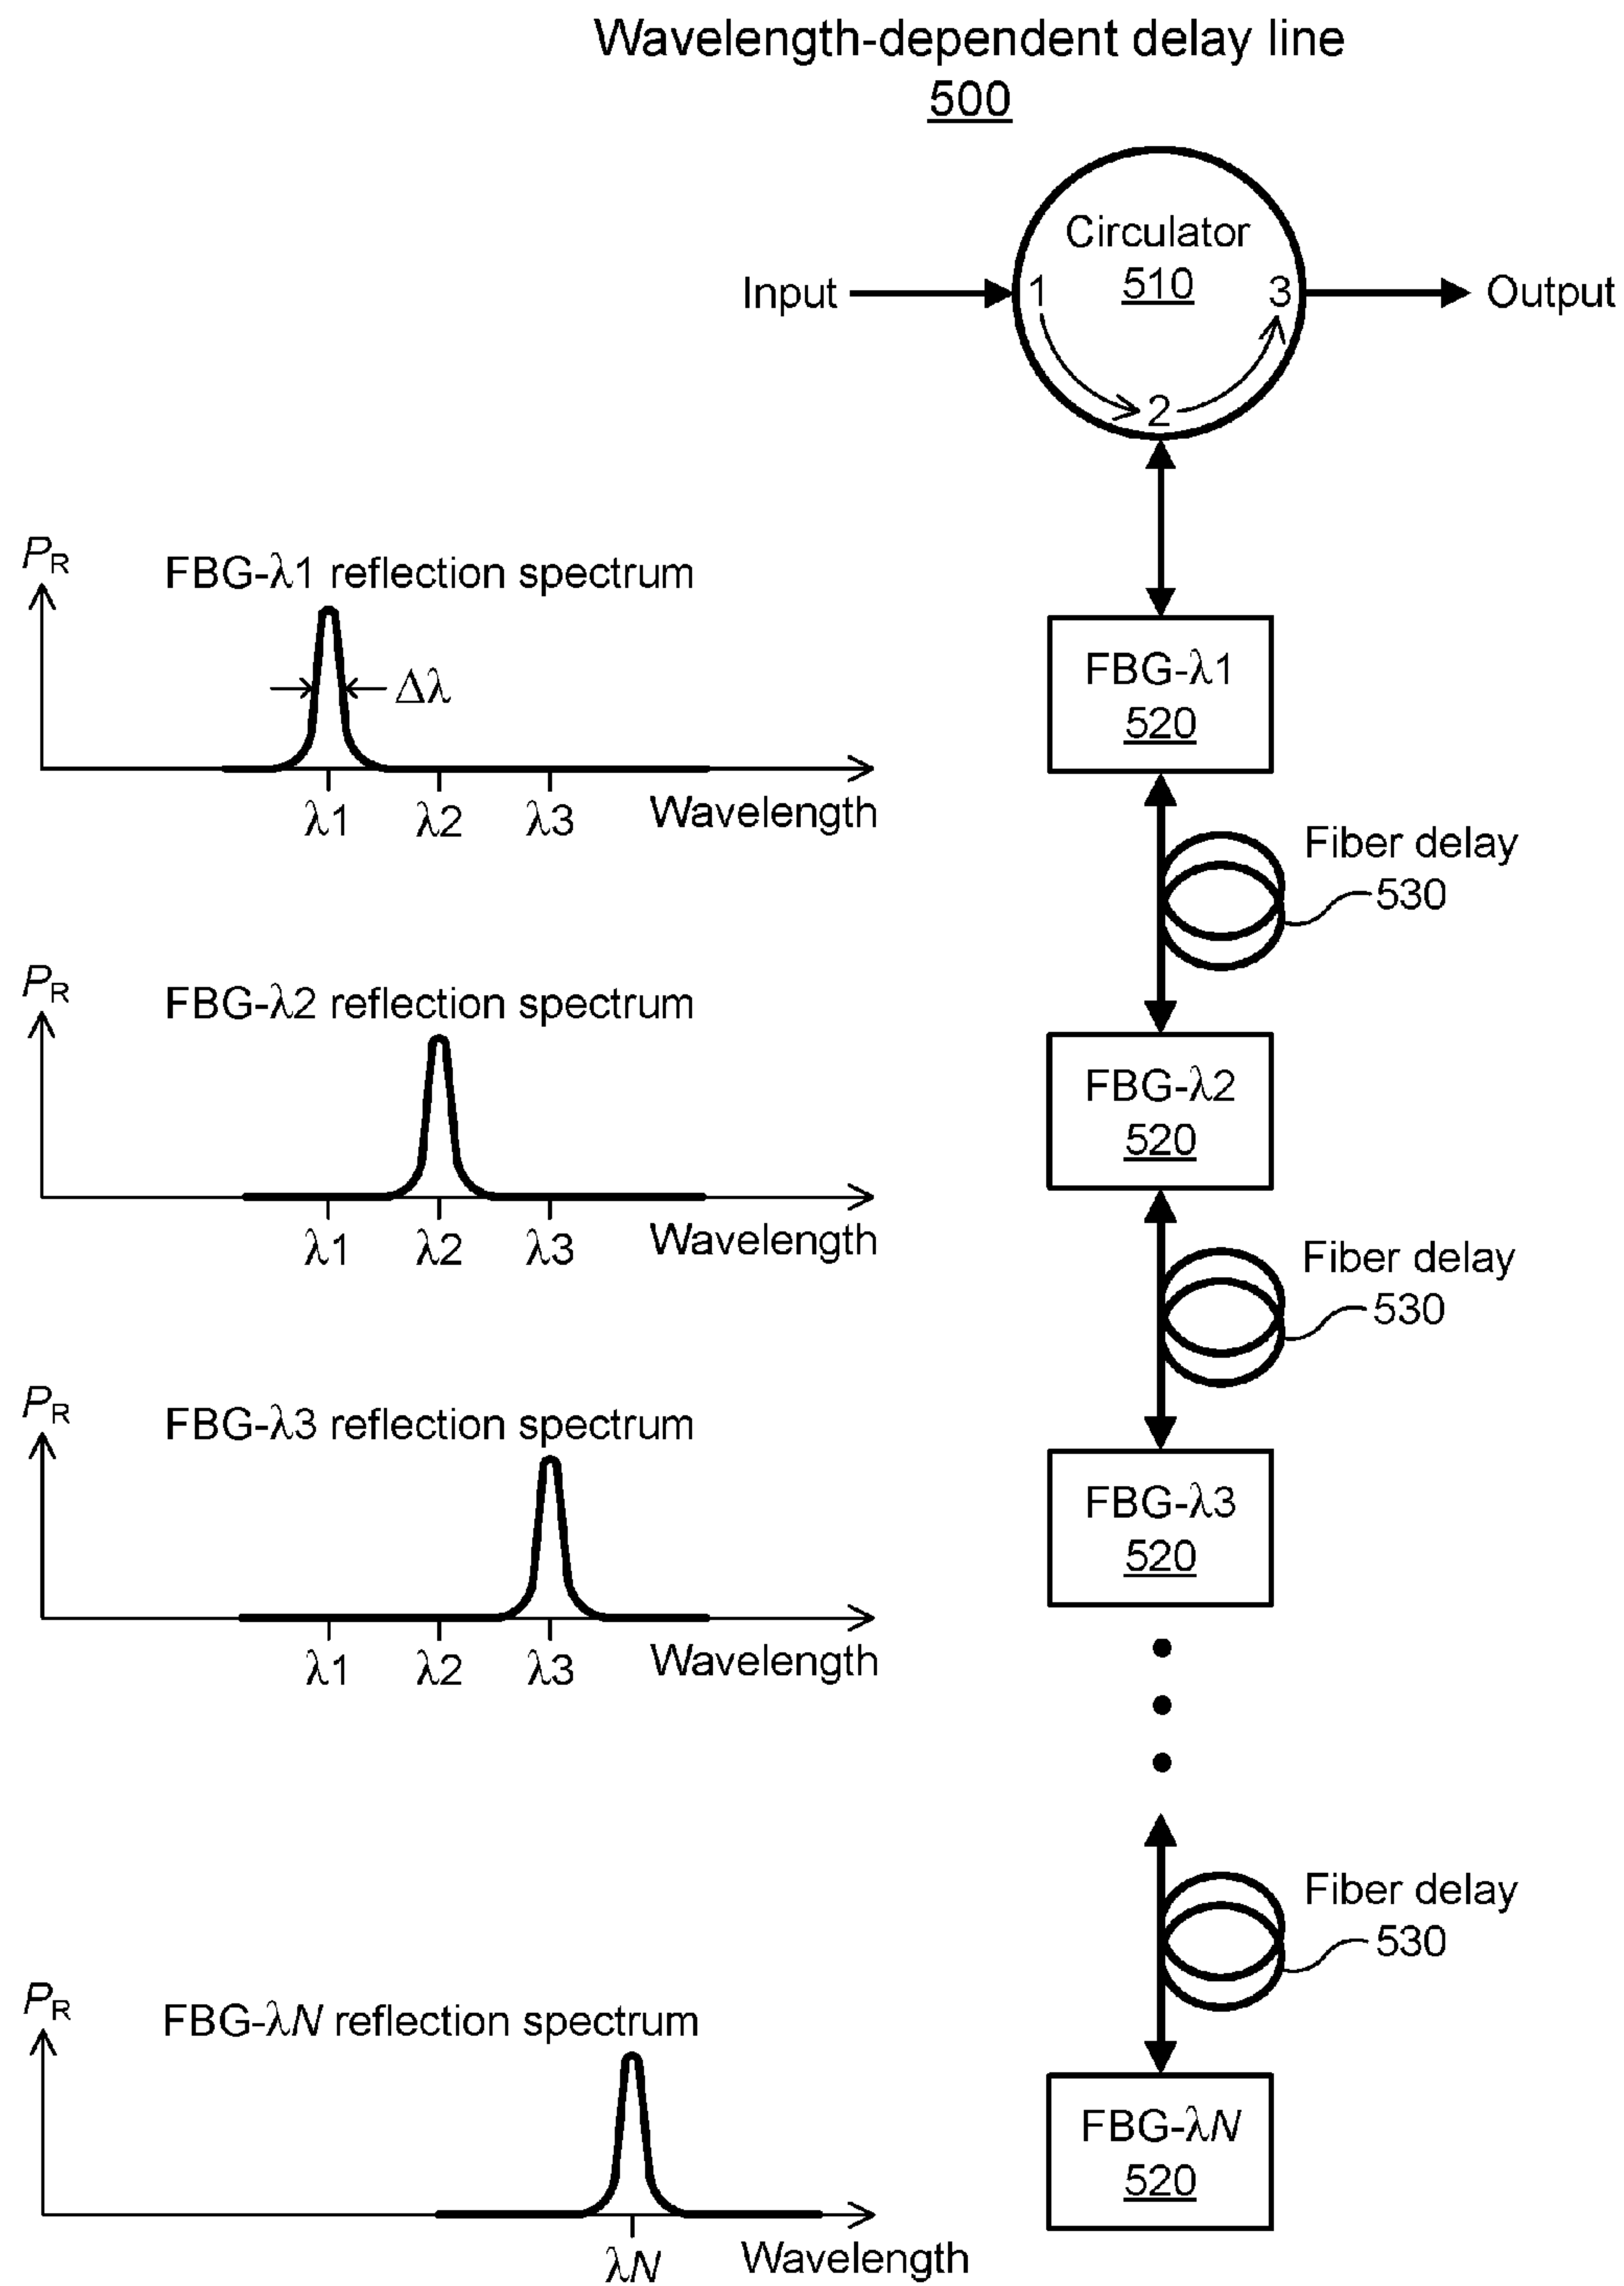 Wavelength-dependent delay line
500
Circulator
510
1
3
2
Input
Output
PR
FBG-λ1 reflection spectrum
Δλ
λ1 λ2 λ3 Wavelength
FBG-λ1
520
Fiber delay
530
PR
FBG-λ2 reflection spectrum
λ1 λ2 λ3 Wavelength
FBG-λ2
520
Fiber delay
530
PR
FBG-λ3 reflection spectrum
λ1 λ2 λ3 Wavelength
FBG-λ3
520
Fiber delay
530
PR
FBG-λN reflection spectrum
λN Wavelength
FBG-λN
520